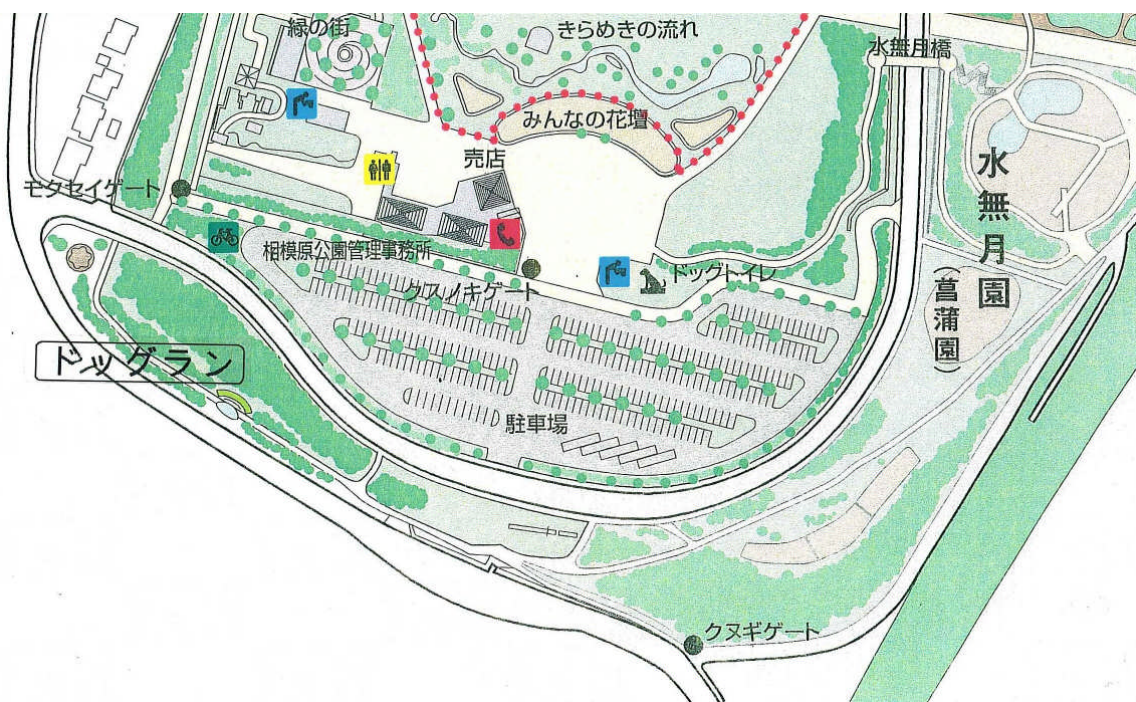 緑の街
きらめきの流れ
水無月橋
みんなの花壇
売店
水無月園
(菖蒲園)
モクセイゲート
相模原公園管理事務所
クスノキゲート
ドッグトイレ
ドッグラン
駐車場
クヌギゲート